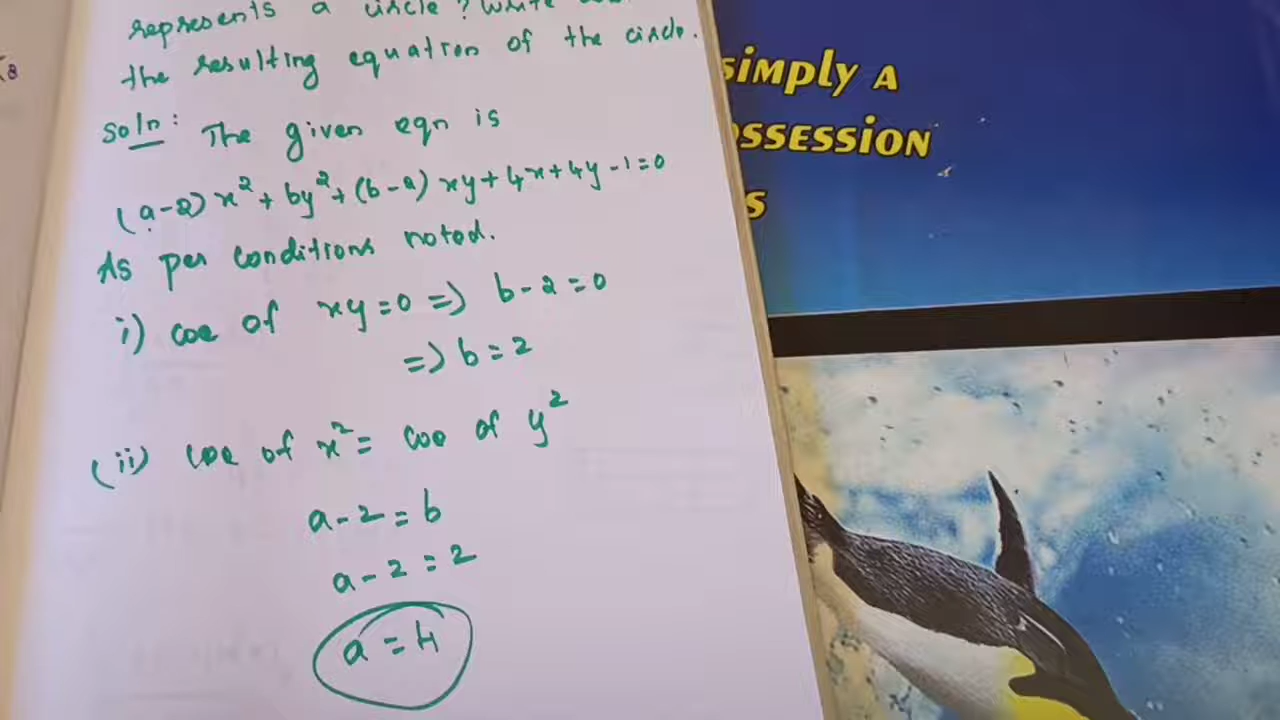 represents a circle? Write
the resulting equation of the circle.
Soln: The given eqn is
(a-2) x² + by² + (b-2) xy + 4x + 4y - 1 = 0
As per conditions noted.
i) coe of xy = 0 => b - 2 = 0
=> b = 2
(ii) coe of x² = coe of y²
a - 2 = b
a - 2 = 2
a = 4
SIMPLY A
OSSESSION
S